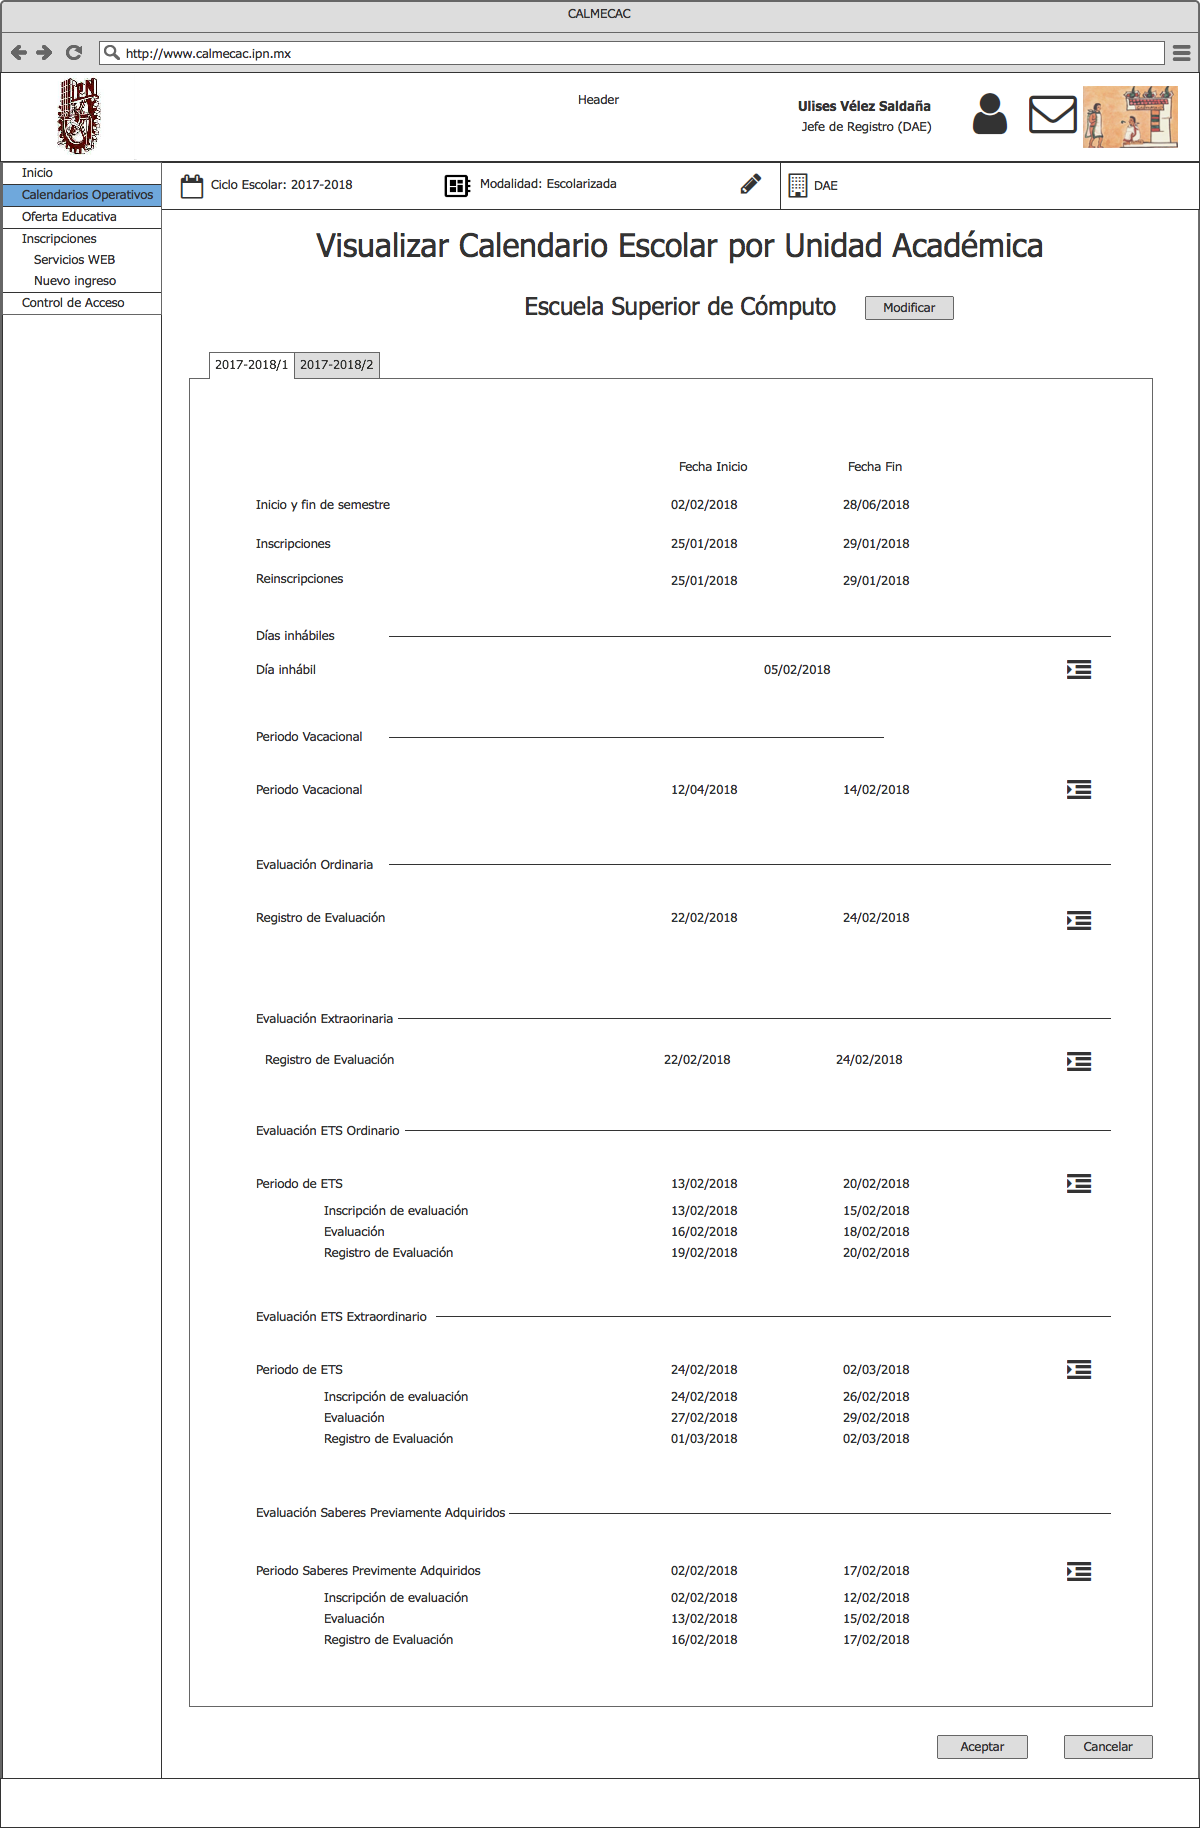 CALMECAC
http://www.calmecac.ipn.mx
IPN
Header
Ulises Vélez Saldaña
Jefe de Registro (DAE)
Inicio
Calendarios Operativos
Oferta Educativa
Inscripciones
Servicios WEB
Nuevo ingreso
Control de Acceso
Ciclo Escolar: 2017-2018 Modalidad: Escolarizada DAE
Visualizar Calendario Escolar por Unidad Académica
Escuela Superior de Cómputo Modificar
2017-2018/1 2017-2018/2
Fecha Inicio Fecha Fin
Inicio y fin de semestre 02/02/2018 28/06/2018
Inscripciones 25/01/2018 29/01/2018
Reinscripciones 25/01/2018 29/01/2018
Días inhábiles
Día inhábil 05/02/2018
Periodo Vacacional
Periodo Vacacional 12/04/2018 14/02/2018
Evaluación Ordinaria
Registro de Evaluación 22/02/2018 24/02/2018
Evaluación Extraorinaria
Registro de Evaluación 22/02/2018 24/02/2018
Evaluación ETS Ordinario
Periodo de ETS 13/02/2018 20/02/2018
Inscripción de evaluación 13/02/2018 15/02/2018
Evaluación 16/02/2018 18/02/2018
Registro de Evaluación 19/02/2018 20/02/2018
Evaluación ETS Extraordinario
Periodo de ETS 24/02/2018 02/03/2018
Inscripción de evaluación 24/02/2018 26/02/2018
Evaluación 27/02/2018 29/02/2018
Registro de Evaluación 01/03/2018 02/03/2018
Evaluación Saberes Previamente Adquiridos
Periodo Saberes Previmente Adquiridos 02/02/2018 17/02/2018
Inscripción de evaluación 02/02/2018 12/02/2018
Evaluación 13/02/2018 15/02/2018
Registro de Evaluación 16/02/2018 17/02/2018
Aceptar Cancelar